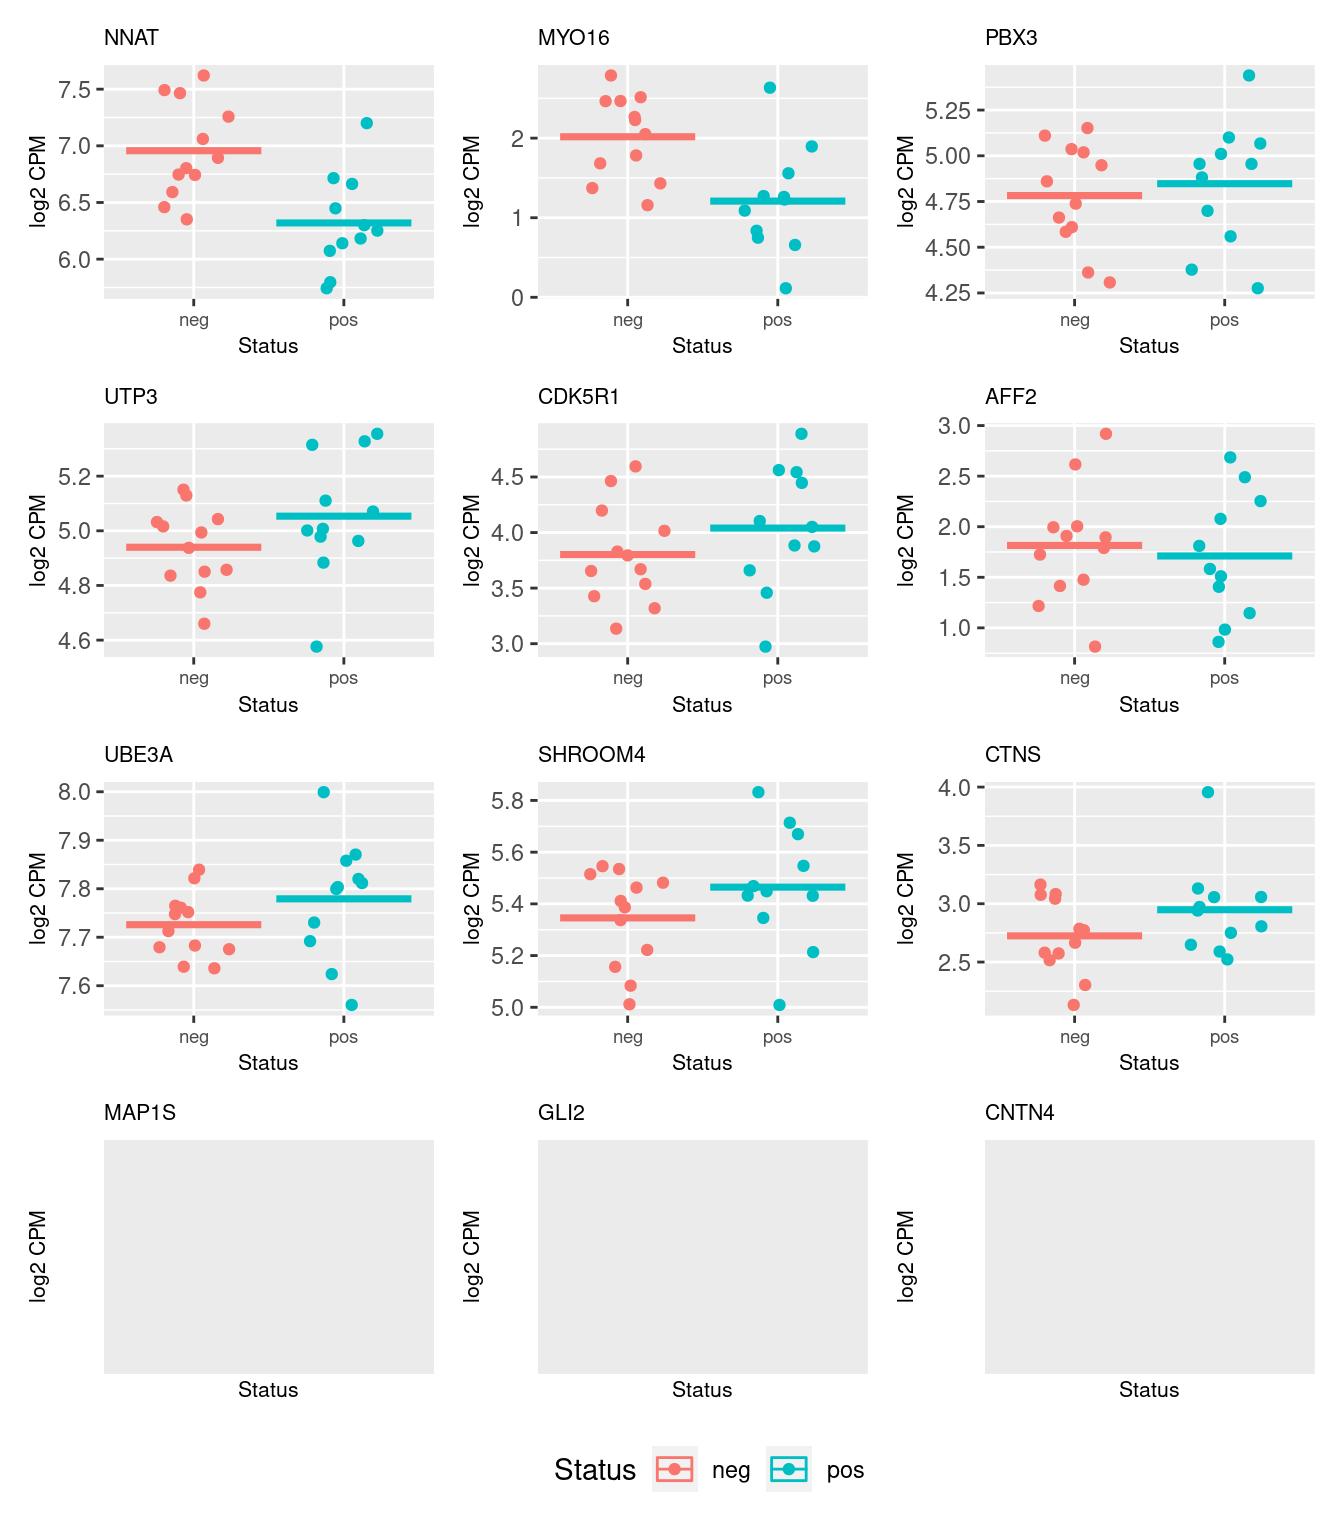 NNAT
MYO16
PBX3
log2 CPM
7.5
7.0
6.5
6.0
neg
pos
Status
log2 CPM
2
1
0
neg
pos
Status
log2 CPM
5.25
5.00
4.75
4.50
4.25
neg
pos
Status
UTP3
CDK5R1
AFF2
log2 CPM
5.2
5.0
4.8
4.6
neg
pos
Status
log2 CPM
4.5
4.0
3.5
3.0
neg
pos
Status
log2 CPM
3.0
2.5
2.0
1.5
1.0
neg
pos
Status
UBE3A
SHROOM4
CTNS
log2 CPM
8.0
7.9
7.8
7.7
7.6
neg
pos
Status
log2 CPM
5.8
5.6
5.4
5.2
5.0
neg
pos
Status
log2 CPM
4.0
3.5
3.0
2.5
neg
pos
Status
MAP1S
GLI2
CNTN4
log2 CPM
Status
log2 CPM
Status
log2 CPM
Status
Status neg pos